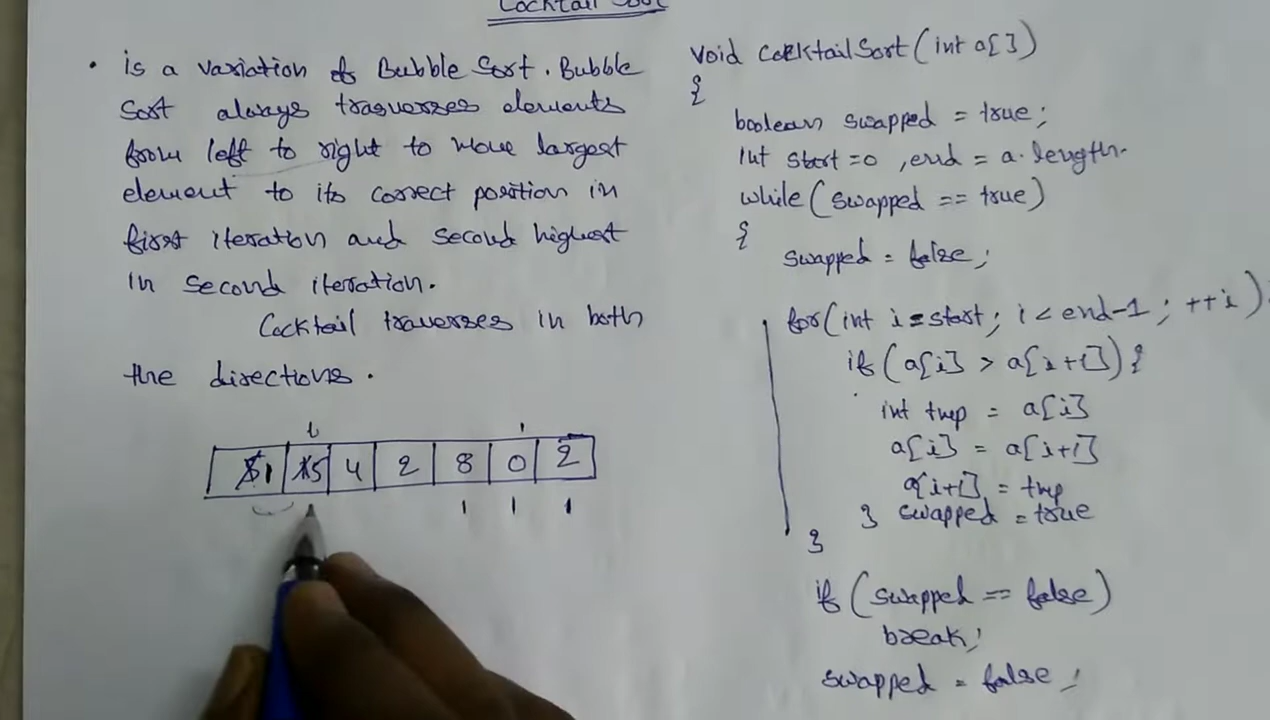 Cocktail Sort
• is a variation of Bubble Sort. Bubble
Sort always traverses elements
from left to right to move largest
element to its correct position in
first iteration and second highest
in second iteration.
Cocktail traverses in both
the directions.
5 1 1 5 4 2 8 0 2
void CocktailSort (int a[])
{
boolean swapped = true;
int start = 0, end = a.length.
while (swapped == true)
{
swapped = false;
for(int i = start; i < end-1; ++i)
if (a[i] > a[i+1]) {
int tmp = a[i]
a[i] = a[i+1]
a[i+1] = tmp
} swapped = true
}
if (swapped == false)
break;
swapped = false;